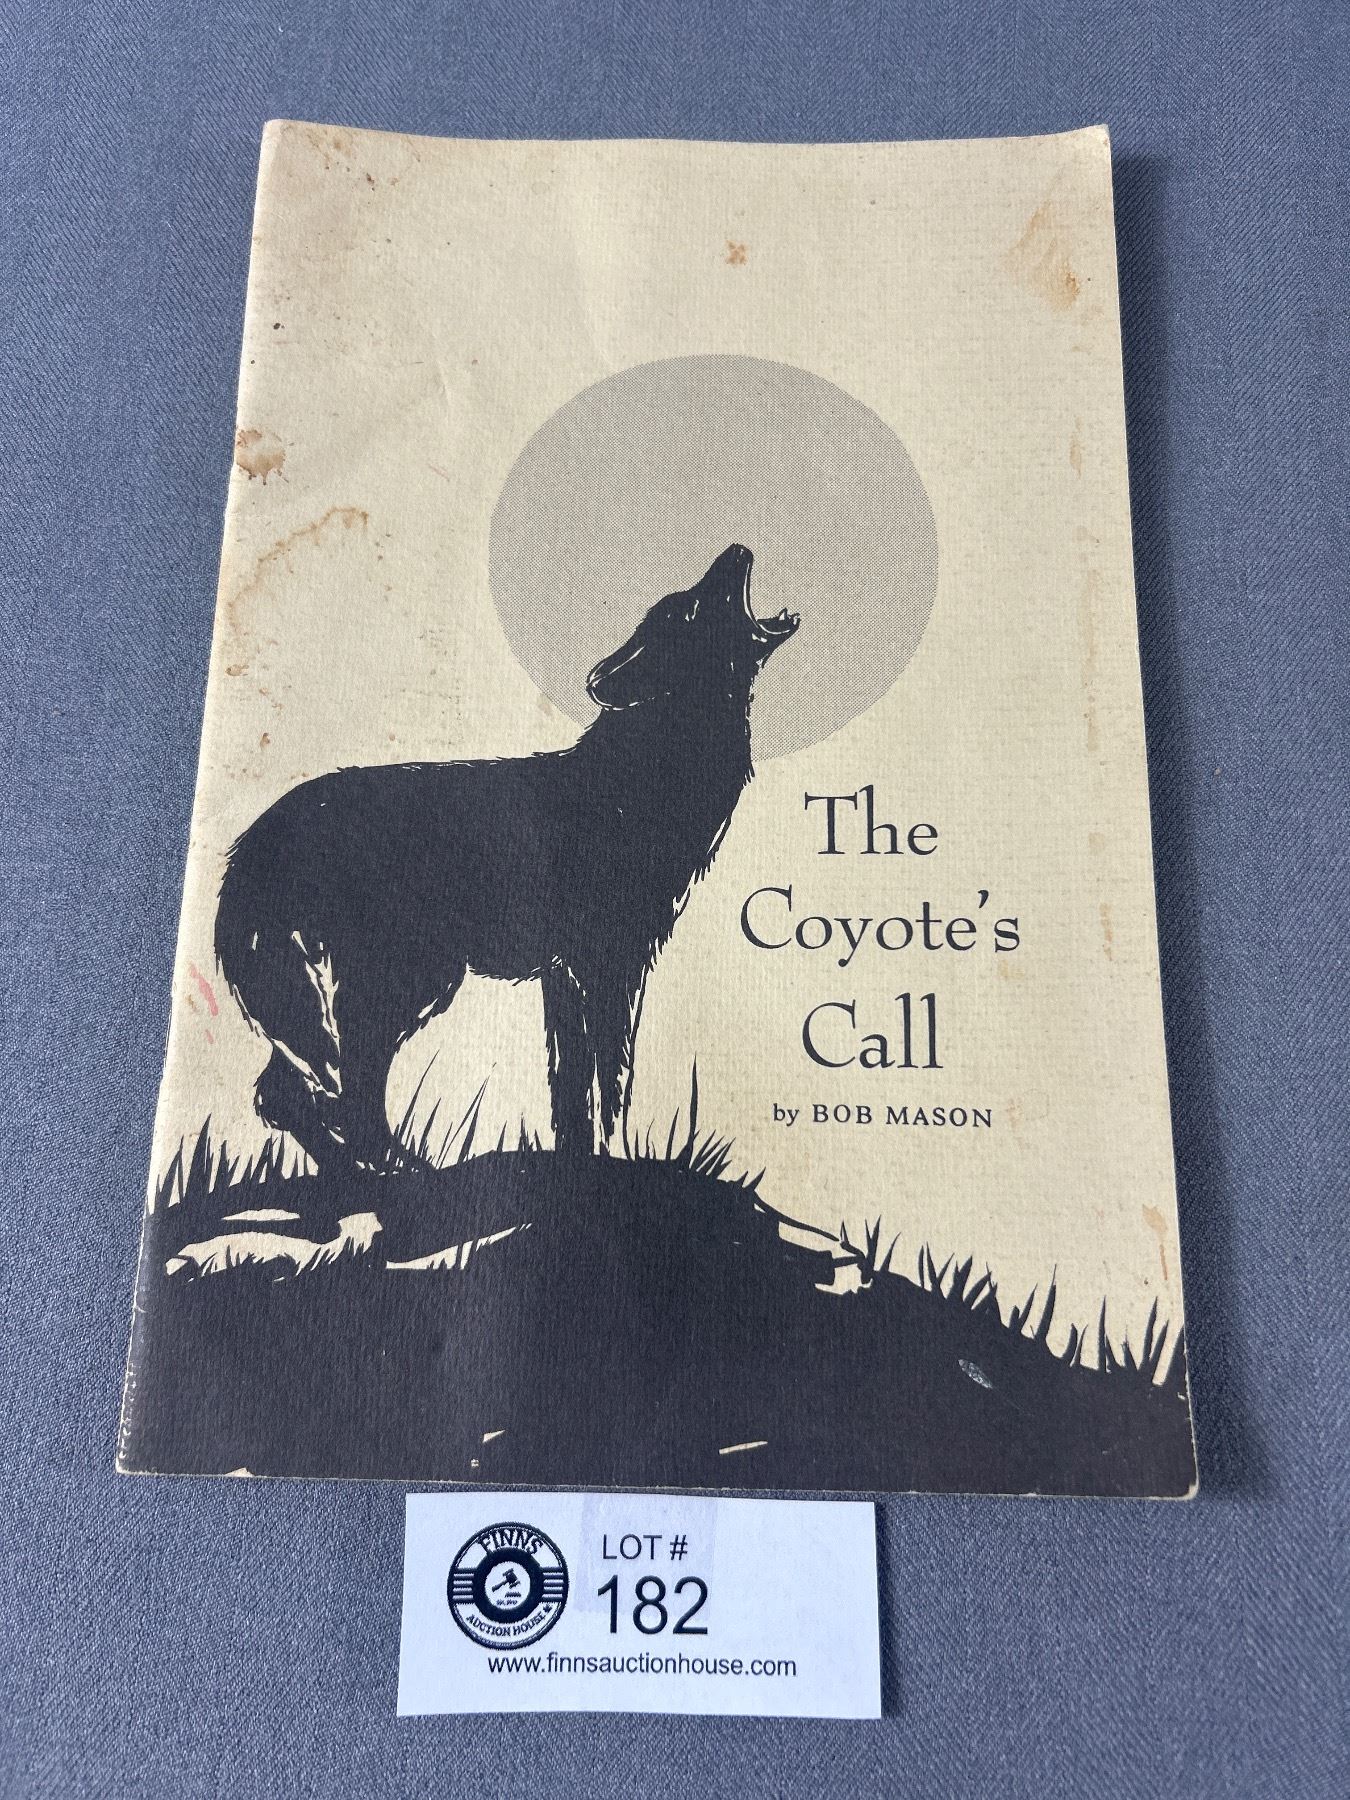 The
Coyote's
Call
by BOB MASON
FINNS
AUCTION HOUSE
LOT #
182
www.finnsauctionhouse.com